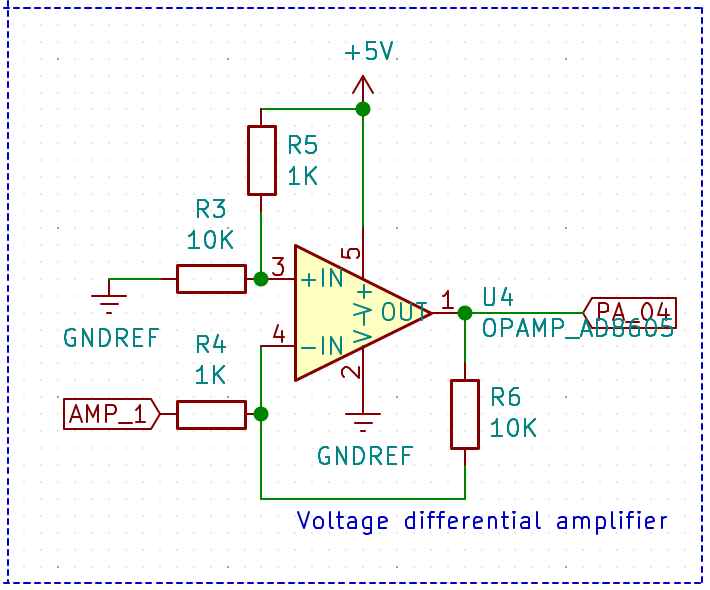 +5V
R5
1K
R3
10K
5
3
+IN
V+
1
U4
OUT
PA_04
OPAMP_AD8605
GNDREF
4
-IN
V-
2
R4
1K
AMP_1
R6
10K
GNDREF
Voltage differential amplifier